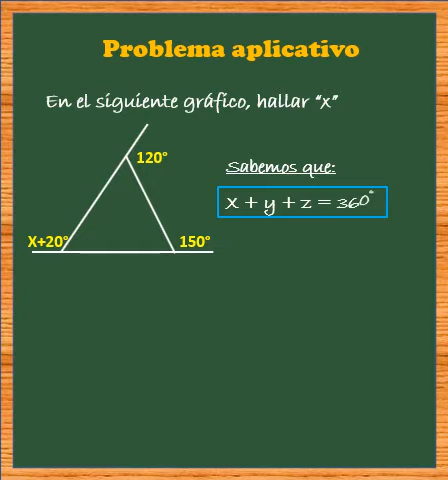 Problema aplicativo
En el siguiente gráfico, hallar “x”
120°
Sabemos que:
x + y + z = 360°
X+20°
150°